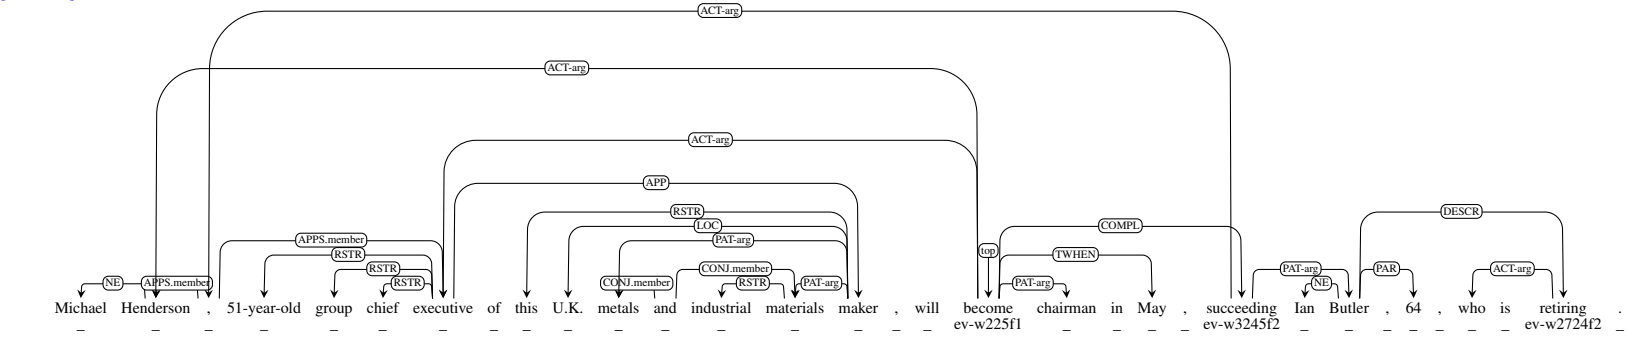 ACT-arg
ACT-arg
ACT-arg
APP
RSTR DESCR
LOC COMPL
APPS.member PAT-arg top
RSTR TWHEN
RSTR CONJ.member PAT-arg PAR ACT-arg
NE APPS.member RSTR CONJ.member RSTR PAT-arg PAT-arg NE
Michael Henderson , 51-year-old group chief executive of this U.K. metals and industrial materials maker , will become chairman in May , succeeding Ian Butler , 64 , who is retiring .
_ _ _ _ _ _ _ _ _ _ _ _ _ _ _ _ _ ev-w225f1 _ _ _ _ ev-w3245f2 _ _ _ _ _ _ _ ev-w2724f2 _